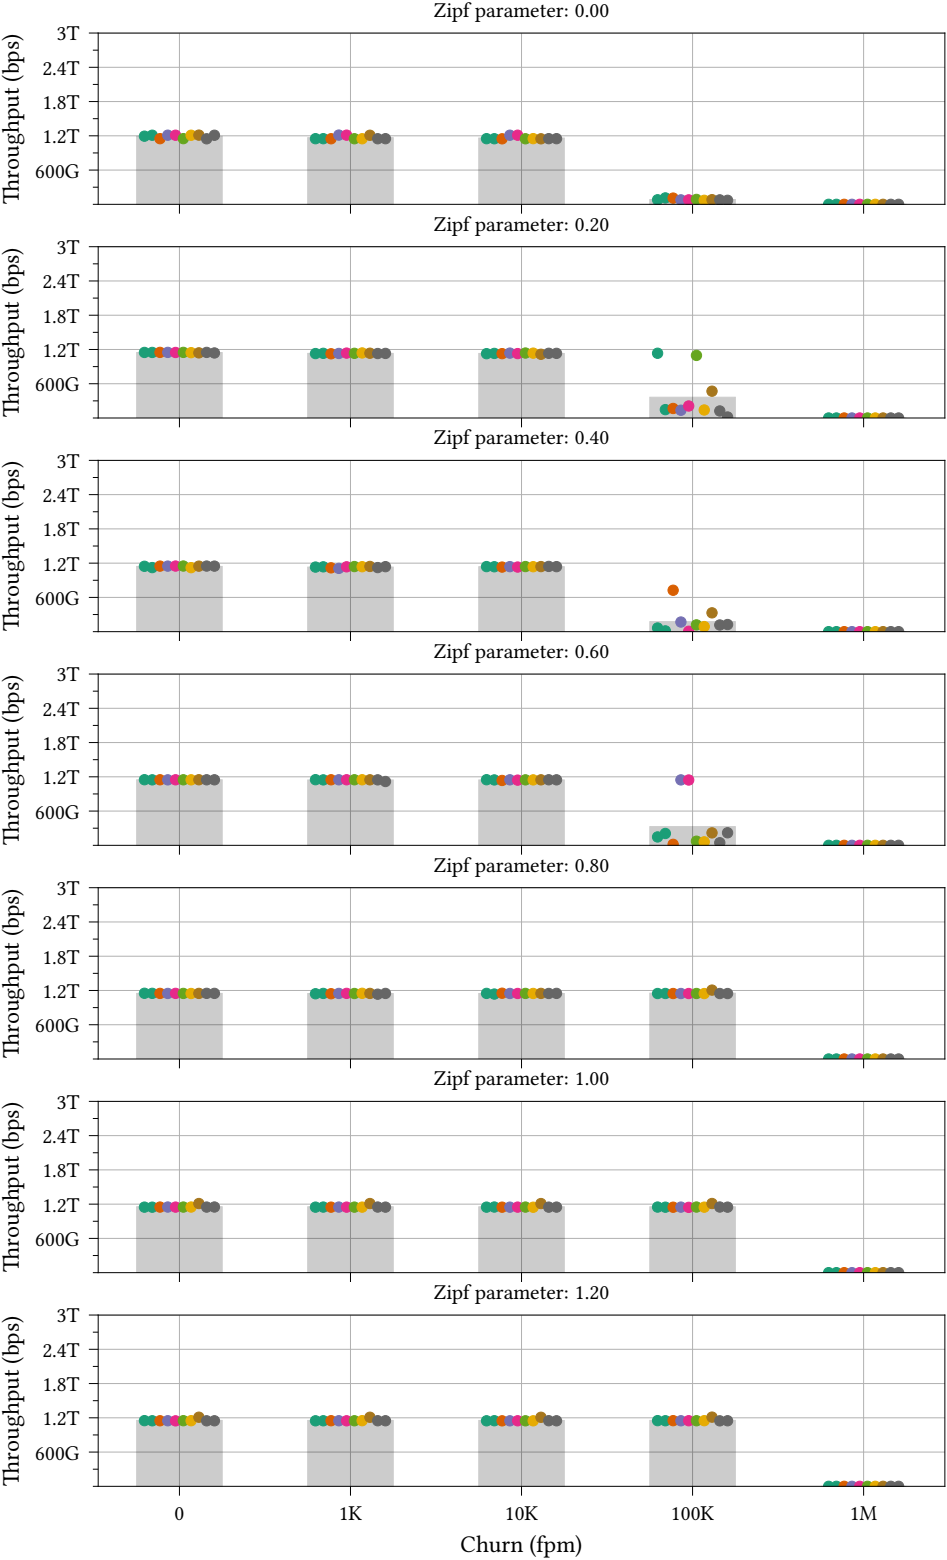 Zipf parameter: 0.00
Throughput (bps)
3T
2.4T
1.8T
1.2T
600G
Zipf parameter: 0.20
Throughput (bps)
3T
2.4T
1.8T
1.2T
600G
Zipf parameter: 0.40
Throughput (bps)
3T
2.4T
1.8T
1.2T
600G
Zipf parameter: 0.60
Throughput (bps)
3T
2.4T
1.8T
1.2T
600G
Zipf parameter: 0.80
Throughput (bps)
3T
2.4T
1.8T
1.2T
600G
Zipf parameter: 1.00
Throughput (bps)
3T
2.4T
1.8T
1.2T
600G
Zipf parameter: 1.20
Throughput (bps)
3T
2.4T
1.8T
1.2T
600G
0 1K 10K 100K 1M
Churn (fpm)